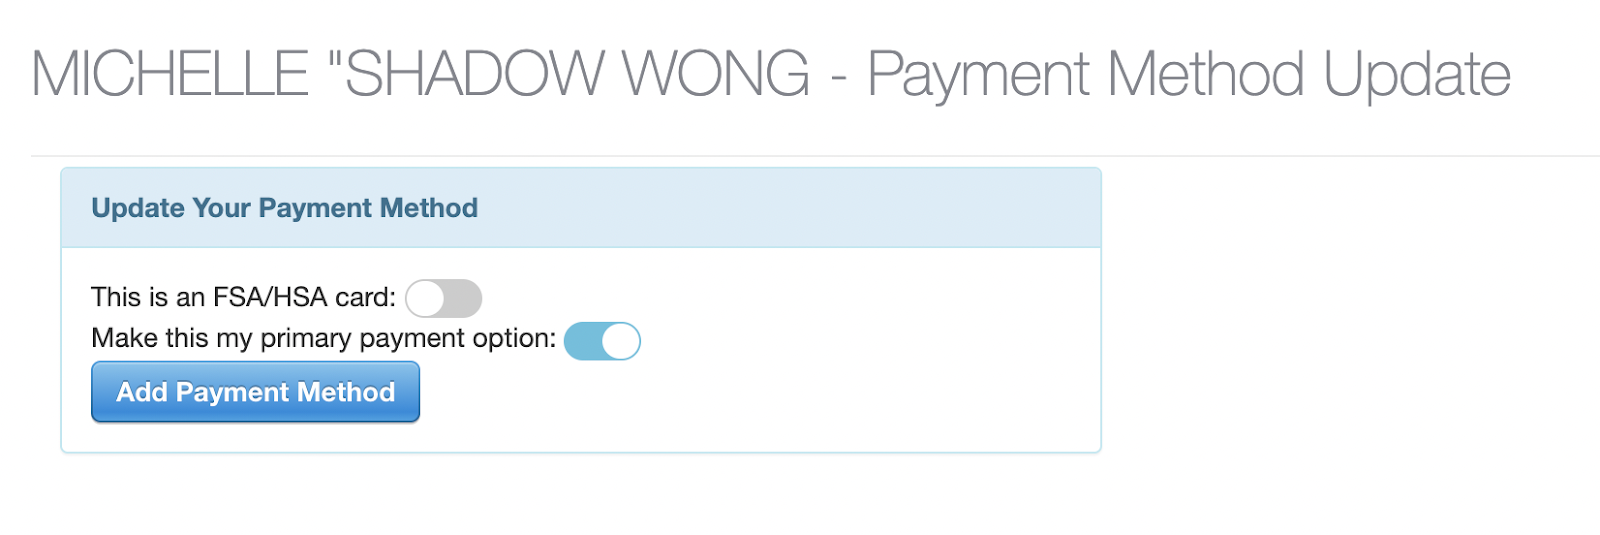 MICHELLE "SHADOW WONG - Payment Method Update
Update Your Payment Method
This is an FSA/HSA card:
Make this my primary payment option:
Add Payment Method